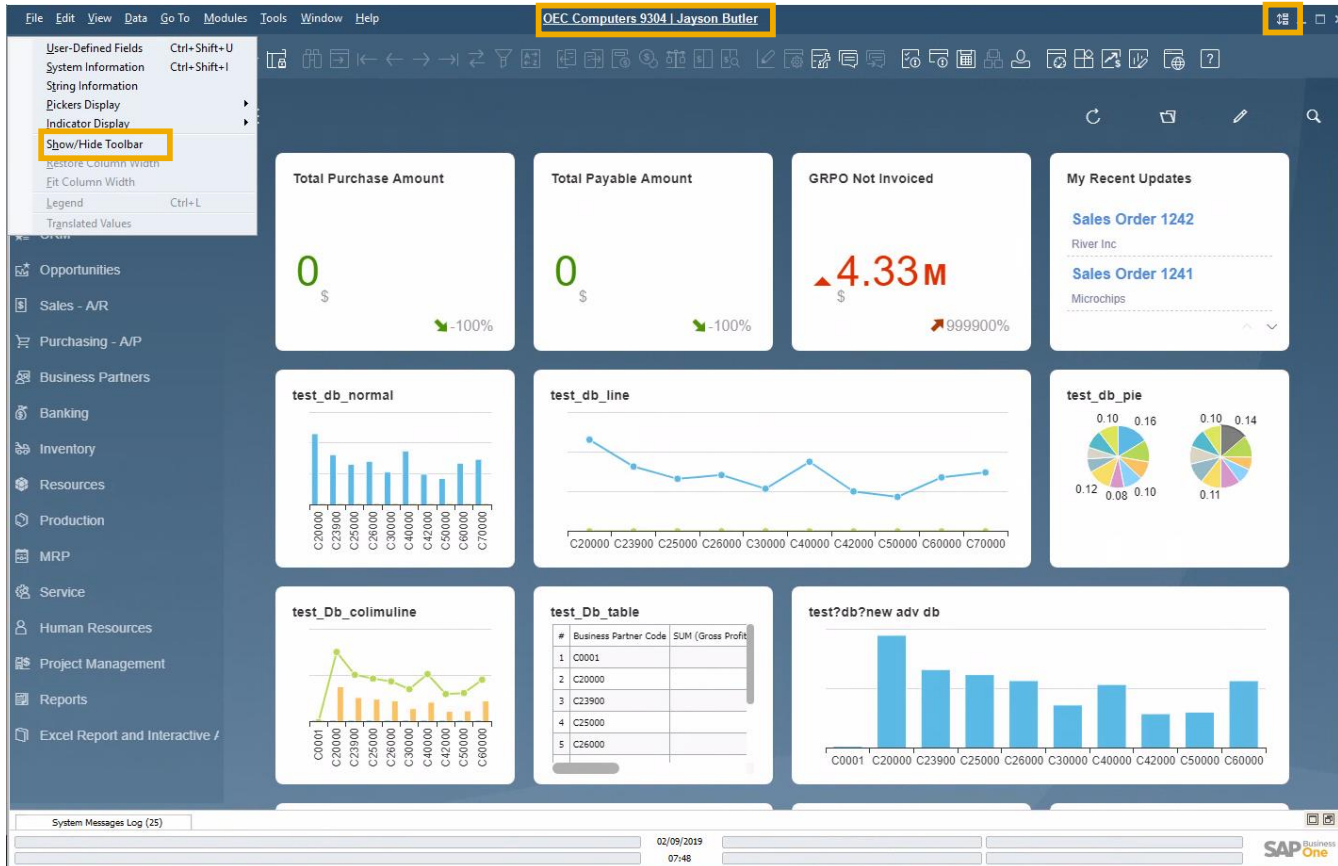 File Edit View Data Go To Modules Tools Window Help
OEC Computers 9304 | Jayson Butler
User-Defined Fields Ctrl+Shift+U
System Information Ctrl+Shift+I
String Information
Pickers Display
Indicator Display
Show/Hide Toolbar
Restore Column Width
Fit Column Width
Legend Ctrl+L
Translated Values
CRM
Opportunities
Sales - A/R
Purchasing - A/P
Business Partners
Banking
Inventory
Resources
Production
MRP
Service
Human Resources
Project Management
Reports
Excel Report and Interactive
Total Purchase Amount
0
$
-100%
Total Payable Amount
0
$
-100%
GRPO Not Invoiced
4.33 M
$
999900%
My Recent Updates
Sales Order 1242
River Inc
Sales Order 1241
Microchips
test_db_normal
C20000 C23900 C25000 C26000 C30000 C40000 C42000 C50000 C60000 C70000
test_db_line
C20000 C23900 C25000 C26000 C30000 C40000 C42000 C50000 C60000 C70000
test_db_pie
0.10 0.16 0.10 0.14
0.12 0.08 0.10 0.11
test_Db_colimuline
C0001 C20000 C23900 C25000 C26000 C30000 C40000 C42000 C50000 C60000
test_Db_table
# Business Partner Code SUM (Gross Profit
1 C0001
2 C20000
3 C23900
4 C25000
5 C26000
test?db?new adv db
C0001 C20000 C23900 C25000 C26000 C30000 C40000 C42000 C50000 C60000
System Messages Log (25)
02/09/2019
07:48
SAP Business One